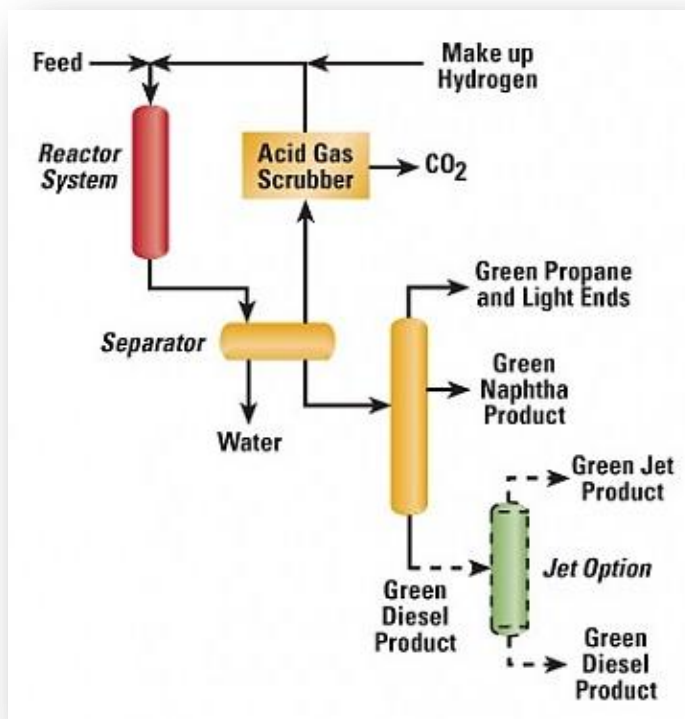 Feed
Make up
Hydrogen
Reactor
System
Acid Gas
Scrubber
CO2
Green Propane
and Light Ends
Separator
Green
Naphtha
Product
Water
Green Jet
Product
Jet Option
Green
Diesel
Product
Green
Diesel
Product